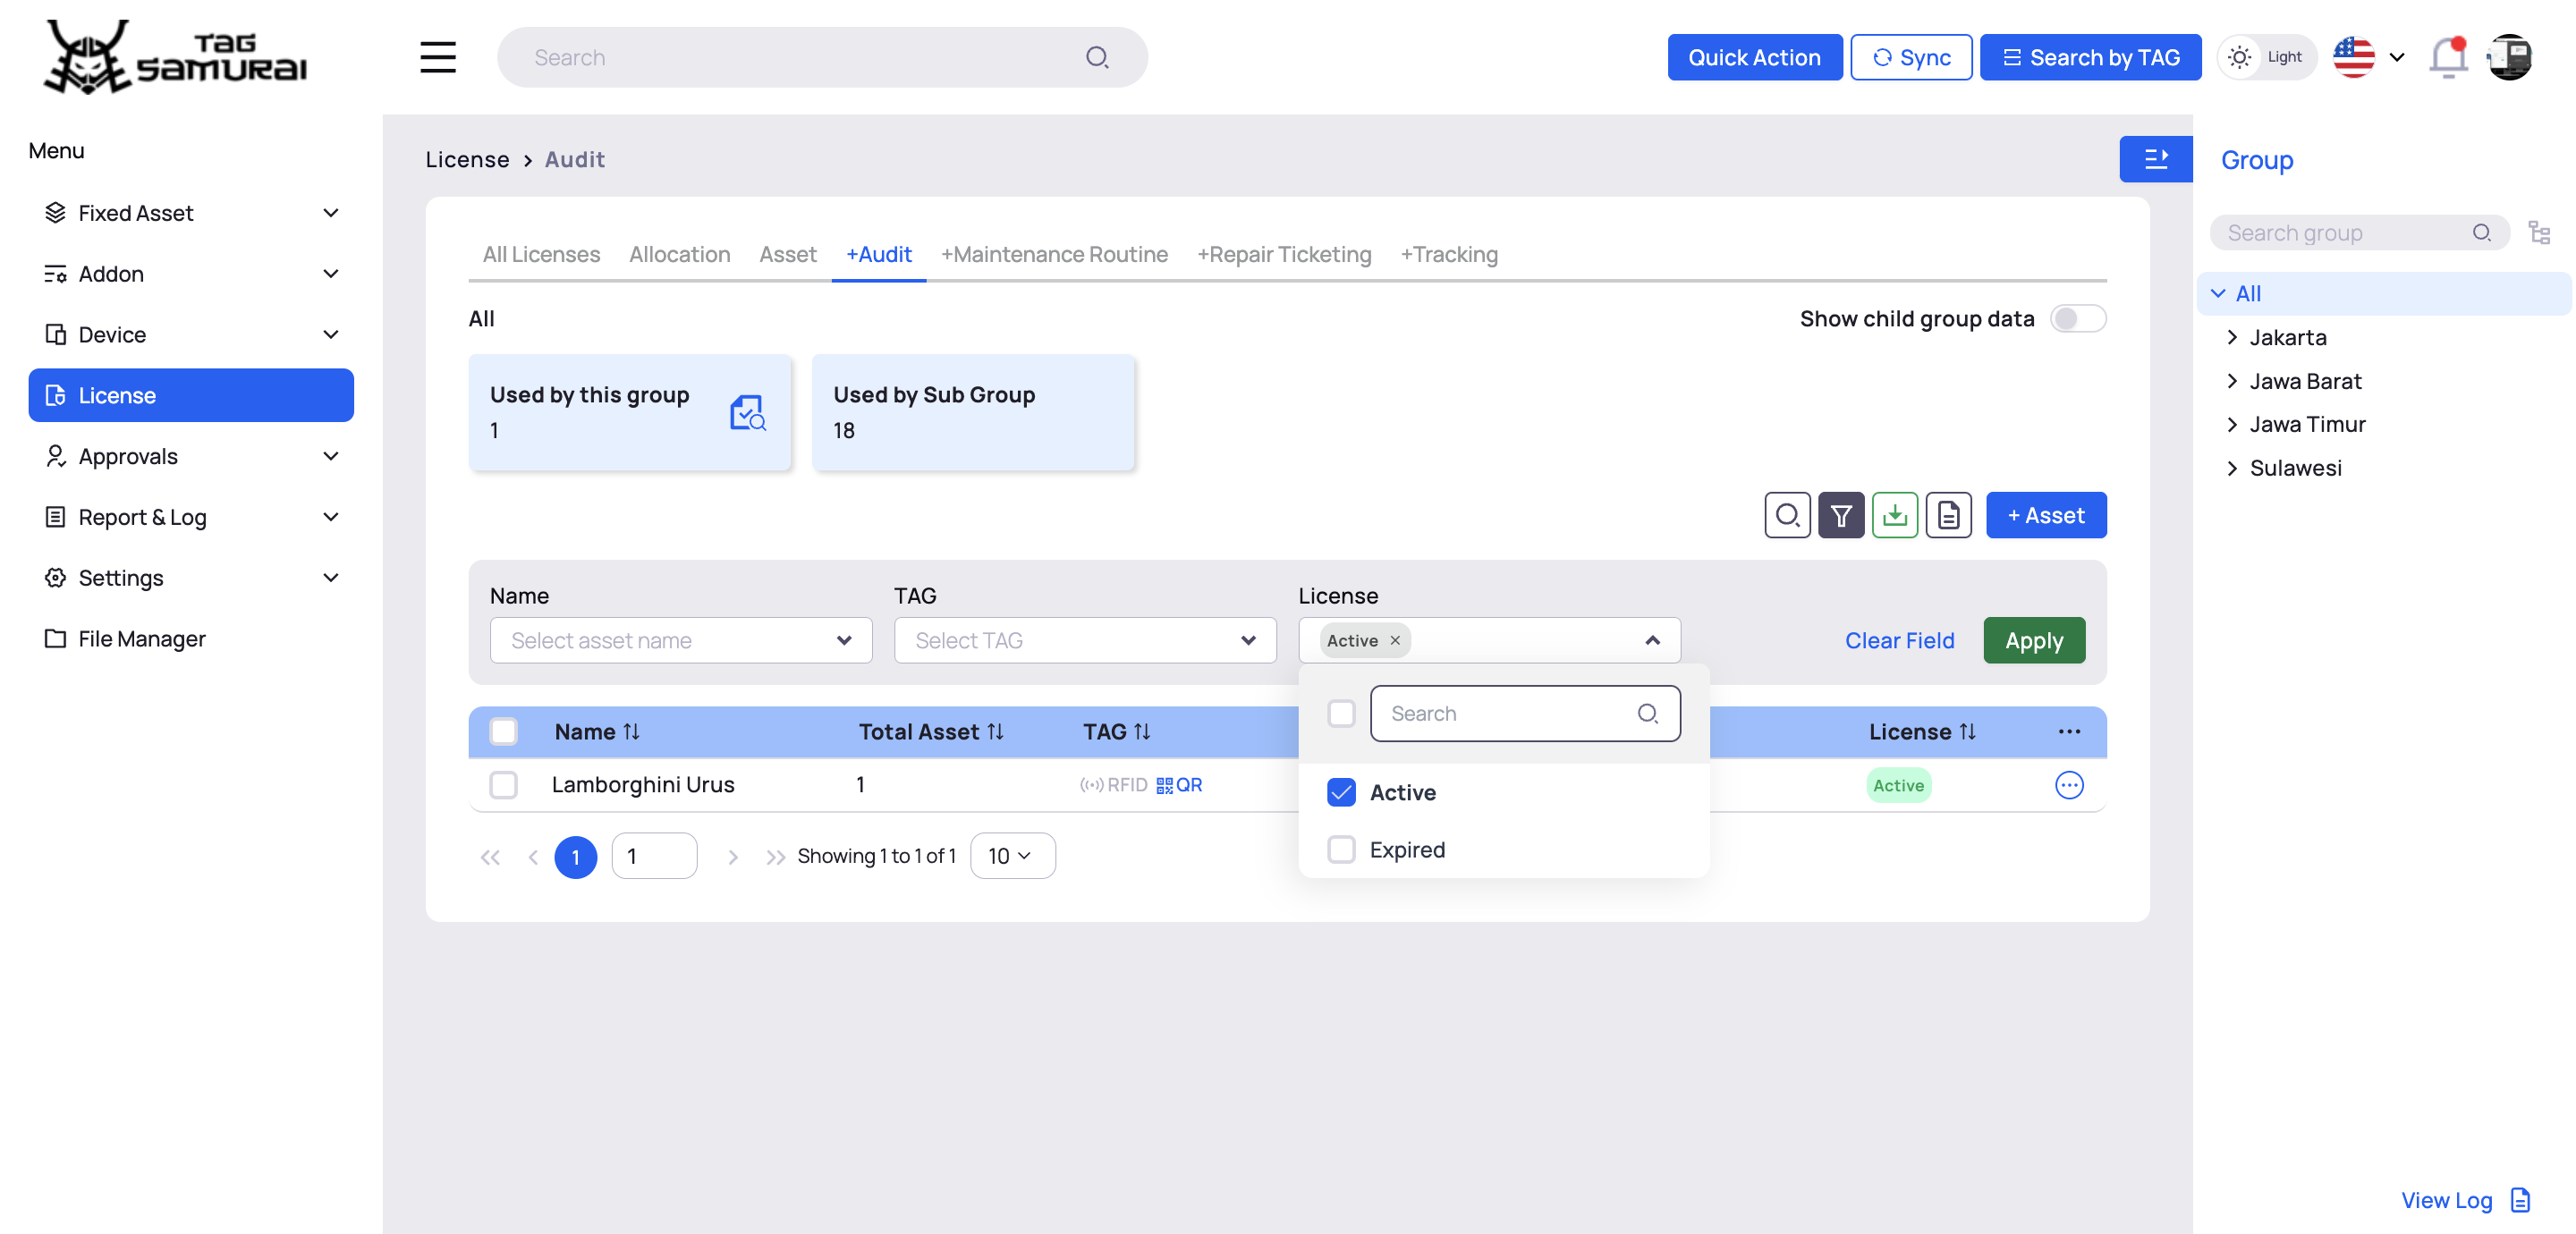 TAG SAMURAI
Search
Quick Action
Sync
Search by TAG
Light
Menu
Fixed Asset
Addon
Device
License
Approvals
Report & Log
Settings
File Manager
License > Audit
All Licenses Allocation Asset +Audit +Maintenance Routine +Repair Ticketing +Tracking
All
Show child group data
Used by this group
1
Used by Sub Group
18
+ Asset
Name
Select asset name
TAG
Select TAG
License
Active ×
Clear Field
Apply
Search
Active
Expired
Name Total Asset TAG License ...
Lamborghini Urus 1 RFID QR Active
1 1 Showing 1 to 1 of 1 10
Group
Search group
All
Jakarta
Jawa Barat
Jawa Timur
Sulawesi
View Log